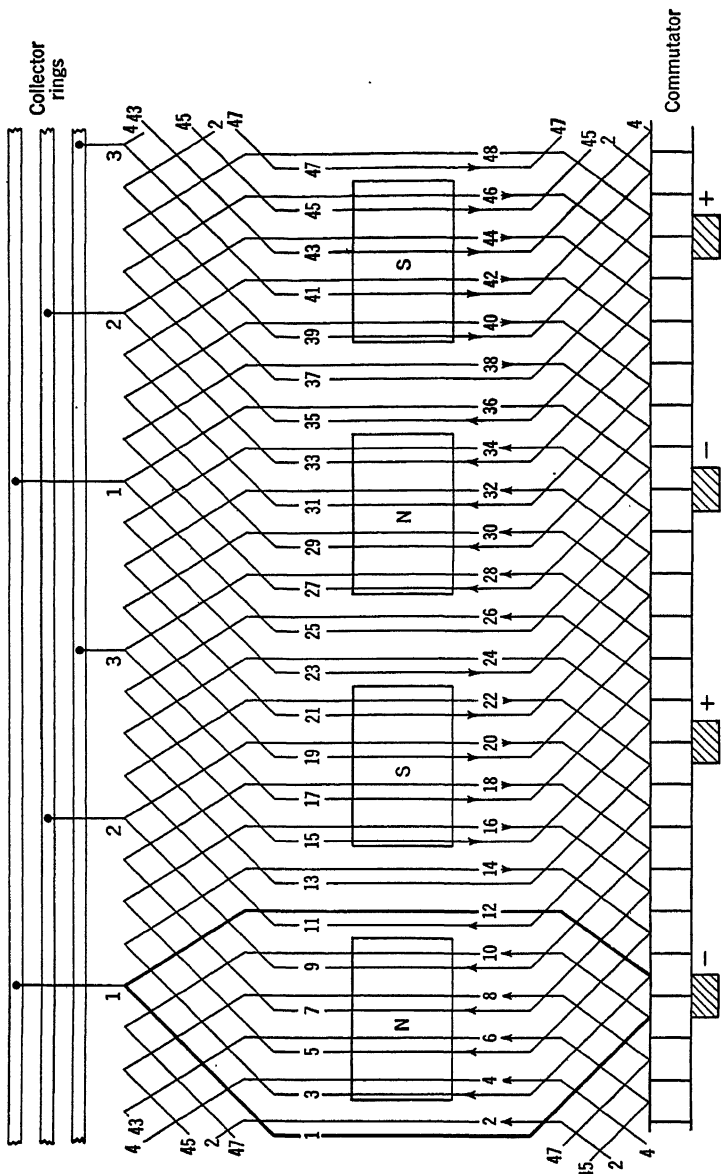 Collector
rings
3 2 1 3 2 1
4 43 45 2 47
43 4 45 2 47
47 45 43 41 39 37 35 33 31 29 27 25 23 21 19 17 15 13 11 9 7 5 3 1
S N S N
48 46 44 42 40 38 36 34 32 30 28 26 24 22 20 18 16 14 12 10 8 6 4 2
47 45 2 4
47 45 2 4
Commutator
+ − + −